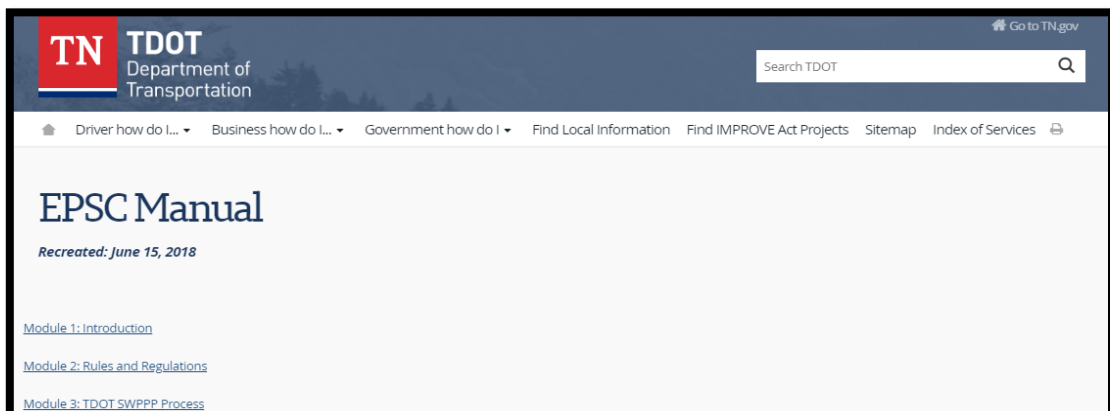 Go to TN.gov
TN
TDOT
Department of
Transportation
Search TDOT
Driver how do I... Business how do I... Government how do I Find Local Information Find IMPROVE Act Projects Sitemap Index of Services
EPSC Manual
Recreated: June 15, 2018
Module 1: Introduction
Module 2: Rules and Regulations
Module 3: TDOT SWPPP Process